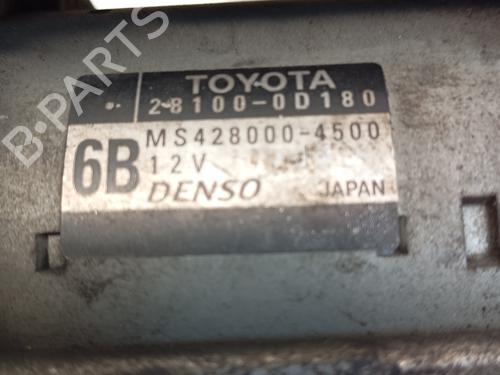 TOYOTA
28100-0D180
6B
MS428000-4500
12V
DENSO JAPAN
B-PARTS